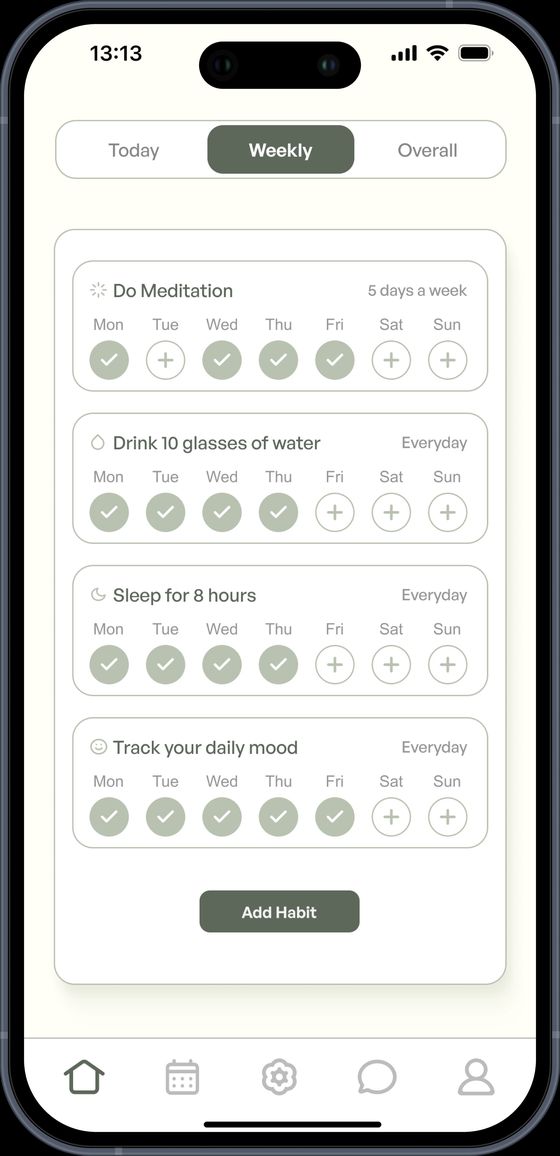 13:13
Today Weekly Overall
Do Meditation 5 days a week
Mon Tue Wed Thu Fri Sat Sun
Drink 10 glasses of water Everyday
Mon Tue Wed Thu Fri Sat Sun
Sleep for 8 hours Everyday
Mon Tue Wed Thu Fri Sat Sun
Track your daily mood Everyday
Mon Tue Wed Thu Fri Sat Sun
Add Habit